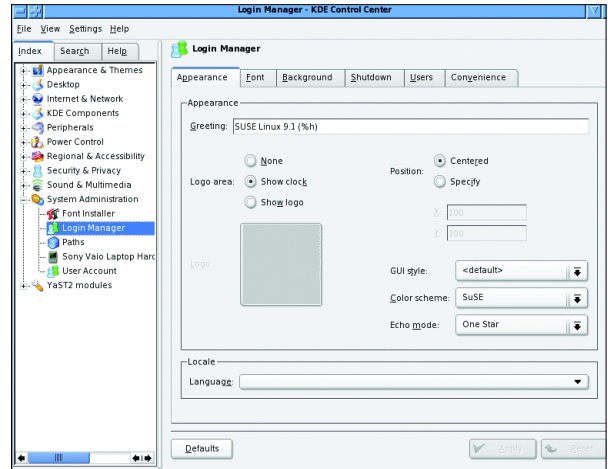 Login Manager - KDE Control Center
File View Settings Help
Index Search Help
Appearance & Themes
Desktop
Internet & Network
KDE Components
Peripherals
Power Control
Regional & Accessibility
Security & Privacy
Sound & Multimedia
System Administration
Font Installer
Login Manager
Paths
Sony Vaio Laptop Hard
User Account
YaST2 modules
Login Manager
Appearance Font Background Shutdown Users Convenience
Appearance
Greeting: SUSE Linux 9.1 (%h)
Logo area:
None
Show clock
Show logo
Position:
Centered
Specify
X: 100
Y: 100
Logo:
GUI style: <default>
Color scheme: SuSE
Echo mode: One Star
Locale
Language:
Defaults Apply Reset